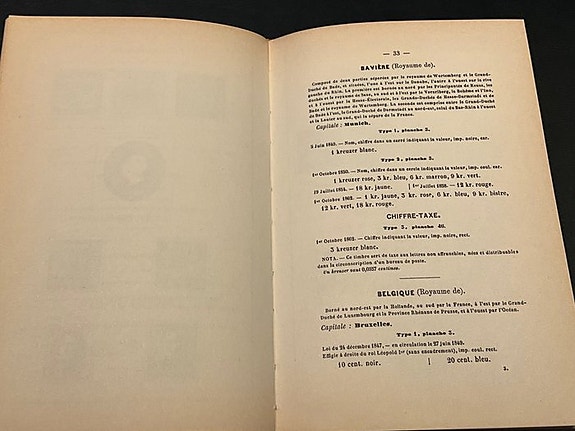 — 33 —
BAVIÈRE (Royaume de).
Composé de deux parties séparées par le royaume de Wurtemberg et le Grand-
Duché de Bade, et situées, l'une à l'est sur le Danube, l'autre à l'ouest sur la rive
gauche du Rhin. La première est bornée au nord par les Principautés de Reuss, les
duchés et le royaume de Saxe, au sud et à l'est par le Vorarlberg, la Bohême et l'Inn,
et à l'ouest par la Hesse-Électorale, les Grands-Duchés de Hesse-Darmstadt et de
Bade et le royaume de Wurtemberg. La seconde est comprise entre le Grand-Duché
de Bade à l'est, le Grand-Duché de Darmstadt au nord-est, celui du Bas-Rhin à l'ouest
et la Lauter au sud, qui la sépare de la France.
Capitale : Munich.
Type 1, planche 2.
5 Juin 1849. — Nom, chiffre dans un carré indiquant la valeur, imp. noire, car.
1 kreuzer blanc.
Type 2, planche 5.
1er Octobre 1850. — Nom, chiffre dans un cercle indiquant la valeur, imp. coul. car.
1 kreuzer rose, 3 kr. bleu, 6 kr. marron, 9 kr. vert.
19 Juillet 1854. — 18 kr. jaune. | 1er Juillet 1858. — 12 kr. rouge.
1er Octobre 1862. — 1 kr. jaune, 3 kr. rose, 6 kr. bleu, 9 kr. bistre,
12 kr. vert, 18 kr. rouge.
CHIFFRE-TAXE.
Type 3, planche 46.
1er Octobre 1862. — Chiffre indiquant la valeur, imp. noire, rect.
3 kreuzer blanc.
NOTA. — Ce timbre sert de taxe aux lettres non affranchies, nées et distribuables
dans la circonscription d'un bureau de poste.
Un kreuzer vaut 0,0357 centimes.
BELGIQUE (Royaume de).
Borné au nord-est par la Hollande, au sud par la France, à l'est par le Grand-
Duché de Luxembourg et la Province Rhénane de Prusse, et à l'ouest par l'Océan.
Capitale : Bruxelles.
Type 1, planche 3.
Loi du 24 décembre 1847, — en circulation le 27 juin 1849.
Effigie à droite du roi Léopold Ier (sans encadrement), imp. coul. rect.
10 cent. noir. | 20 cent. bleu.
3.